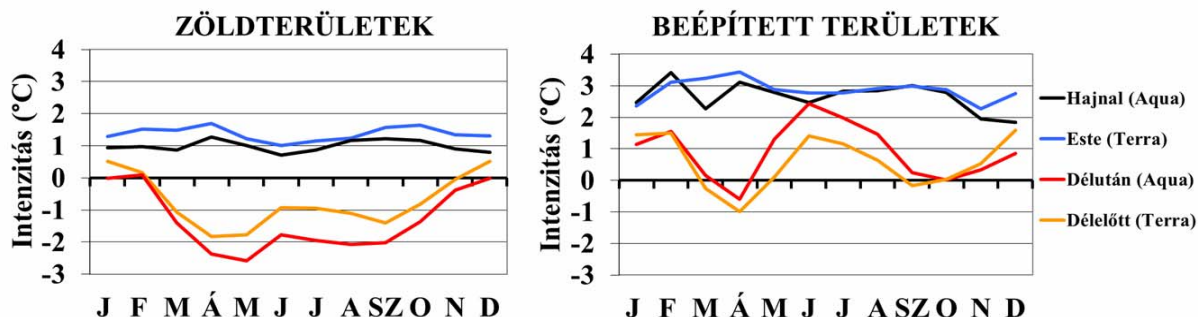 ZÖLDTERÜLETEK
Intenzitás (°C)
4
3
2
1
0
-1
-2
-3
J F M Á M J J A SZ O N D
BEÉPÍTETT TERÜLETEK
Intenzitás (°C)
4
3
2
1
0
-1
-2
-3
J F M Á M J J A SZ O N D
Hajnal (Aqua)
Este (Terra)
Délután (Aqua)
Délelőtt (Terra)